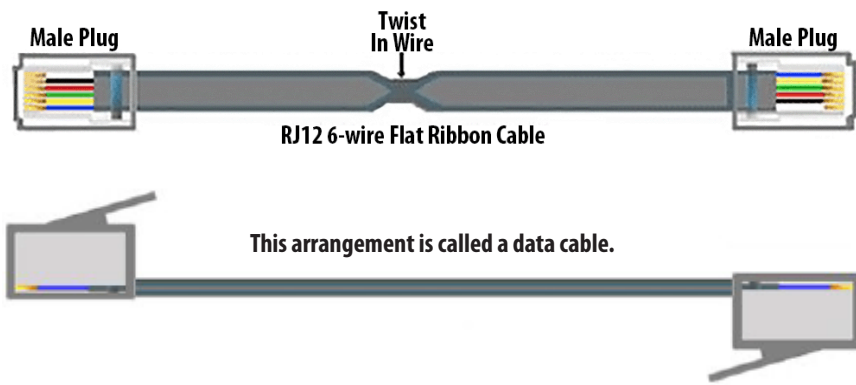 Twist
In Wire
Male Plug
Male Plug
RJ12 6-wire Flat Ribbon Cable
This arrangement is called a data cable.